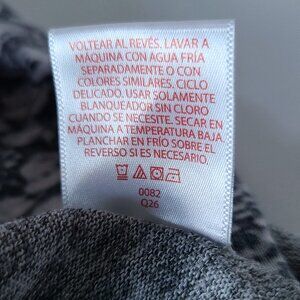 VOLTEAR AL REVÉS. LAVAR A
MÁQUINA CON AGUA FRÍA
SEPARADAMENTE O CON
COLORES SIMILARES. CICLO
DELICADO. USAR SOLAMENTE
BLANQUEADOR SIN CLORO
CUANDO SE NECESITE. SECAR EN
MÁQUINA A TEMPERATURA BAJA
PLANCHAR EN FRÍO SOBRE EL
REVERSO SI ES NECESARIO.
0082
Q26